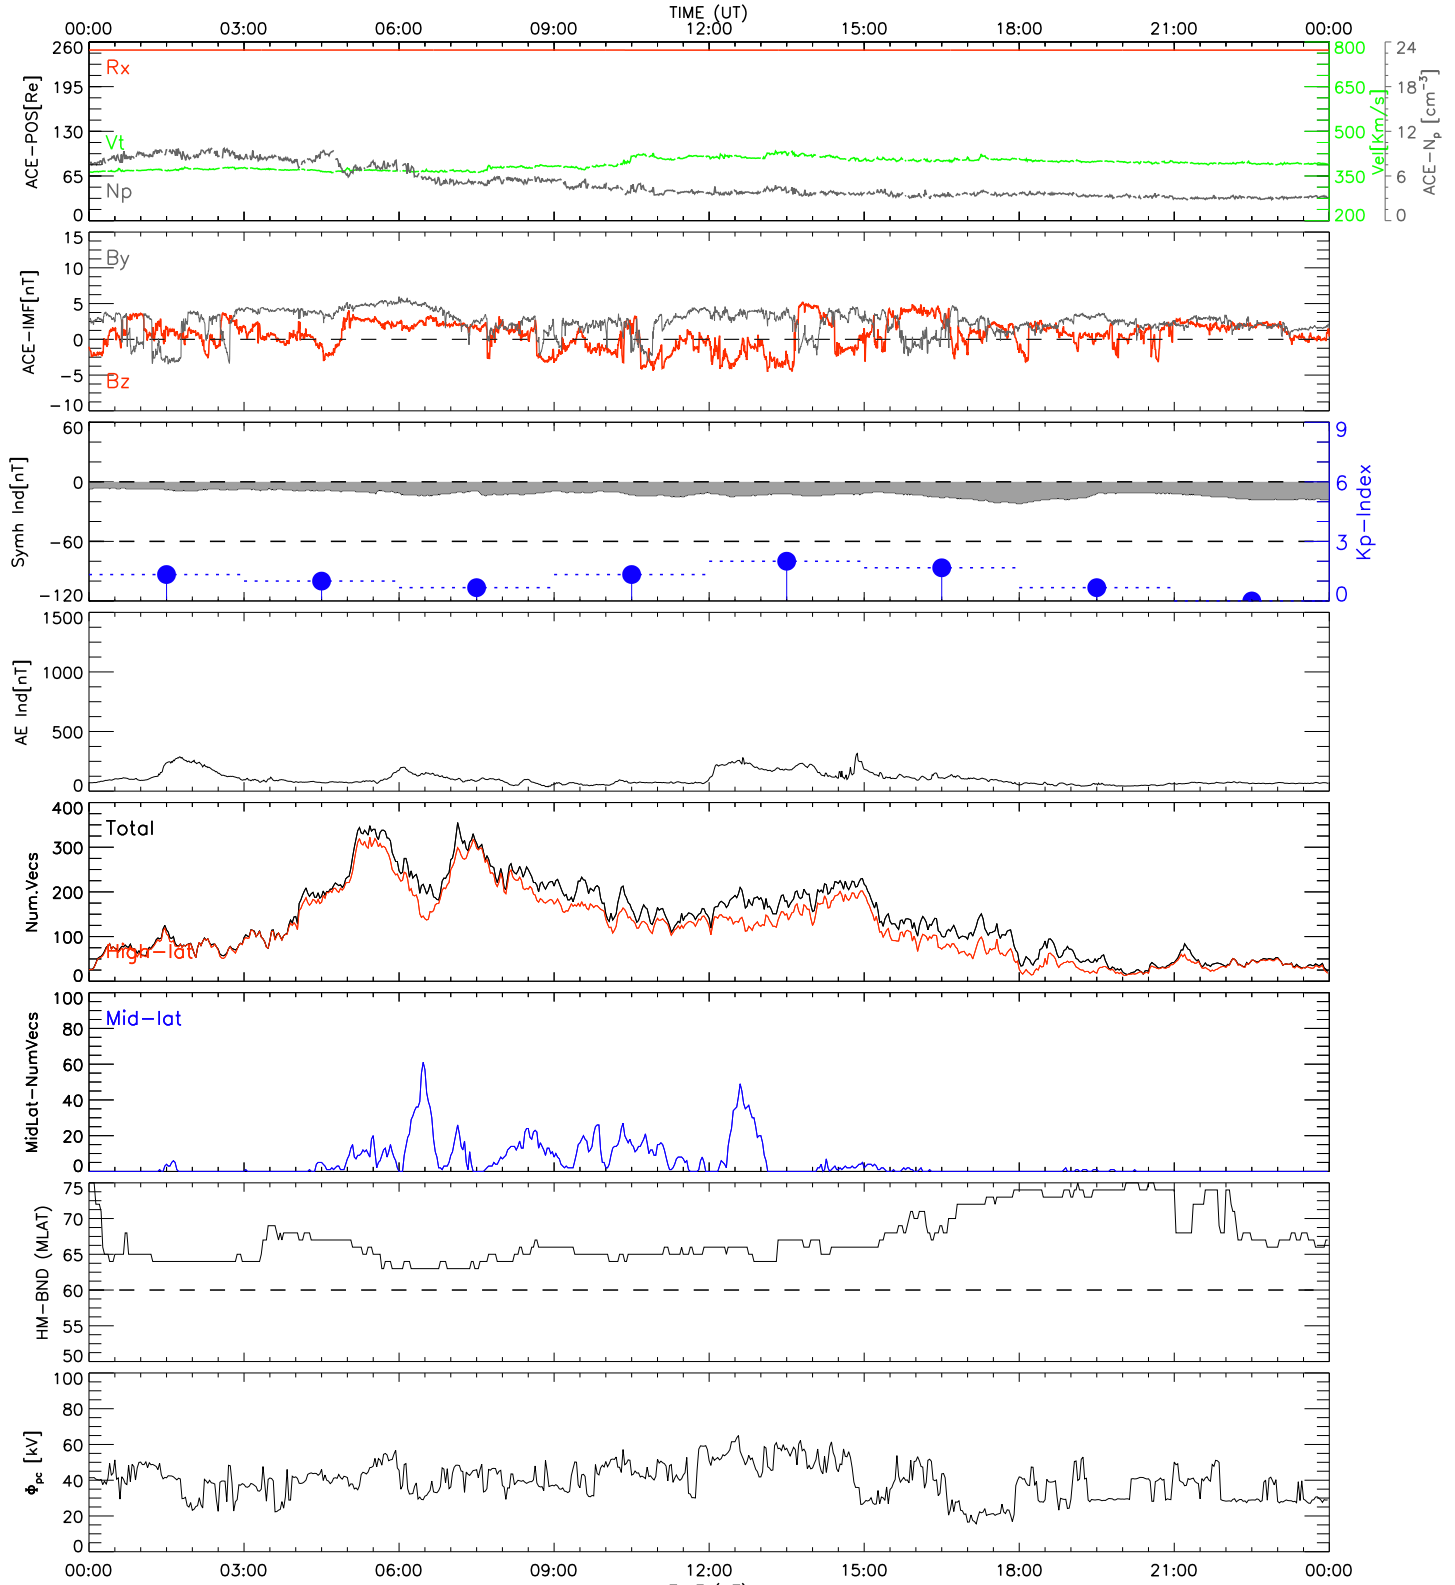 TIME (UT)
00:00 03:00 06:00 09:00 12:00 15:00 18:00 21:00 00:00
ACE-POS[Re]
260
195
130
65
0
Rx
Vt
Np
800
650
500
350
200
Vel[Km/s]
24
18
12
6
0
ACE-Np [cm-3]
ACE-IMF[nT]
15
10
5
0
-5
-10
By
Bz
Symh Ind[nT]
60
0
-60
-120
9
6
3
0
Kp-Index
AE Ind[nT]
1500
1000
500
0
Num.Vecs
400
300
200
100
0
Total
High-lat
MidLat-NumVecs
100
80
60
40
20
0
Mid-lat
HM-BND (MLAT)
75
70
65
60
55
50
Φpc [kV]
100
80
60
40
20
0
00:00 03:00 06:00 09:00 12:00 15:00 18:00 21:00 00:00